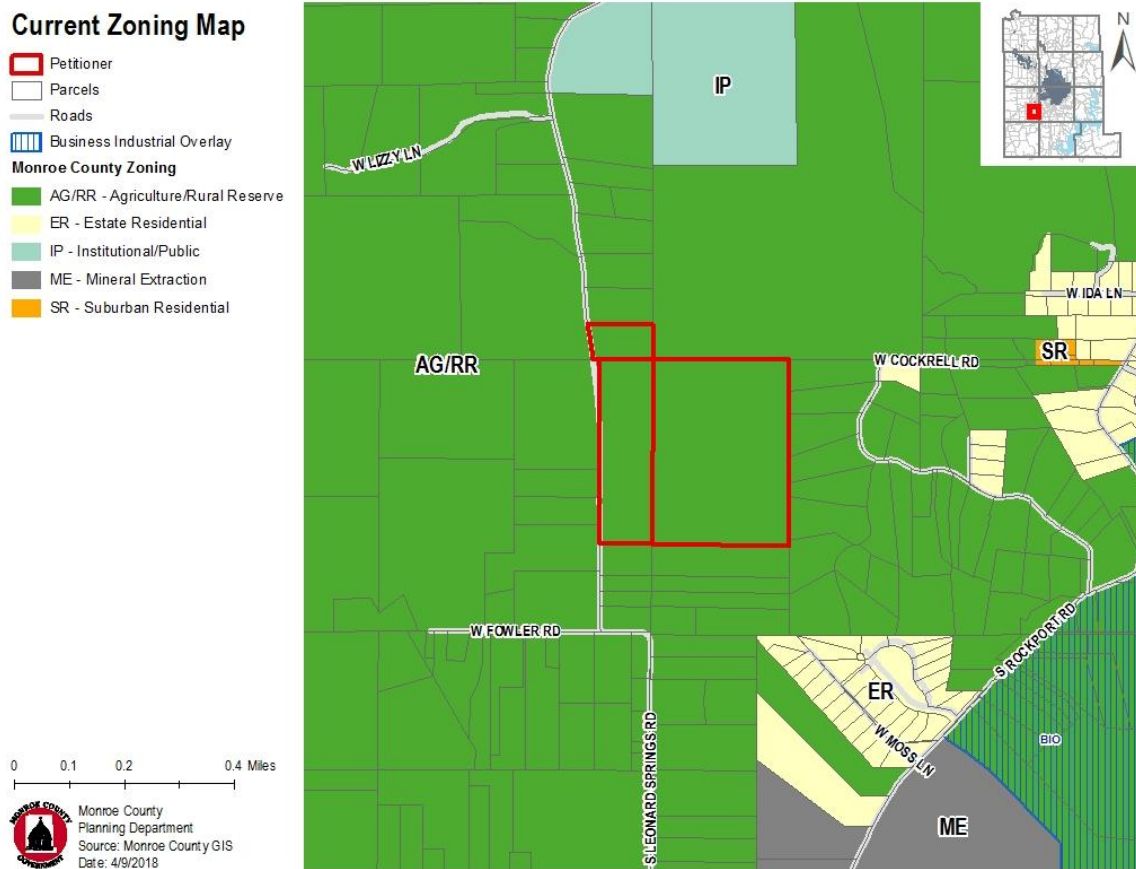 Current Zoning Map
Petitioner
Parcels
Roads
Business Industrial Overlay
Monroe County Zoning
AG/RR - Agriculture/Rural Reserve
ER - Estate Residential
IP - Institutional/Public
ME - Mineral Extraction
SR - Suburban Residential
0 0.1 0.2 0.4 Miles
MONROE COUNTY
GOVERNMENT
Monroe County
Planning Department
Source: Monroe County GIS
Date: 4/9/2018
N
IP
W LIZZY LN
W IDA LN
SR
W COCKRELL RD
AG/RR
W FOWLER RD
S ROCKPORT RD
ER
W MOSS LN
BIO
S LEONARD SPRINGS RD
ME